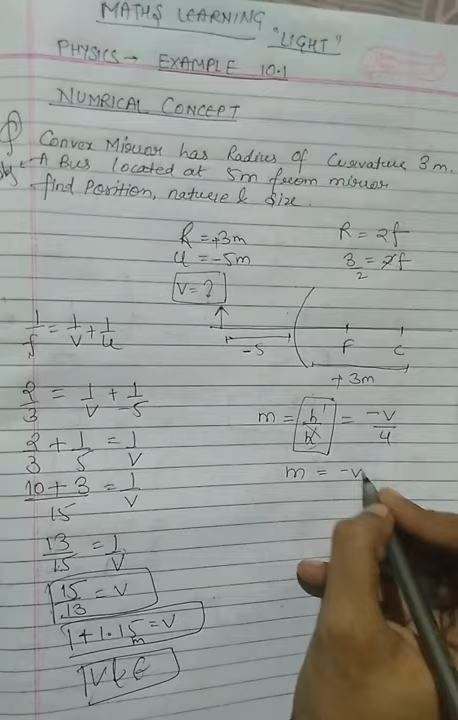 MATHS LEARNING
"LIGHT"
PHYSICS → EXAMPLE 10.1
NUMRICAL CONCEPT
Q Convex Mirror has Radius of Curvature 3m.
A Bus located at 5m from mirror
find Position, nature & Size.
R = +3m
R = 2f
u = -5m
3/2 = f
V = ?
1/f = 1/v + 1/u
-5
F
C
+3m
2/3 = 1/v + 1/-5
m = h'/h = -v/u
2/3 + 1/5 = 1/v
m = -v
10 + 3/15 = 1/v
13/15 = 1/v
15/13 = v
+1.15m = v